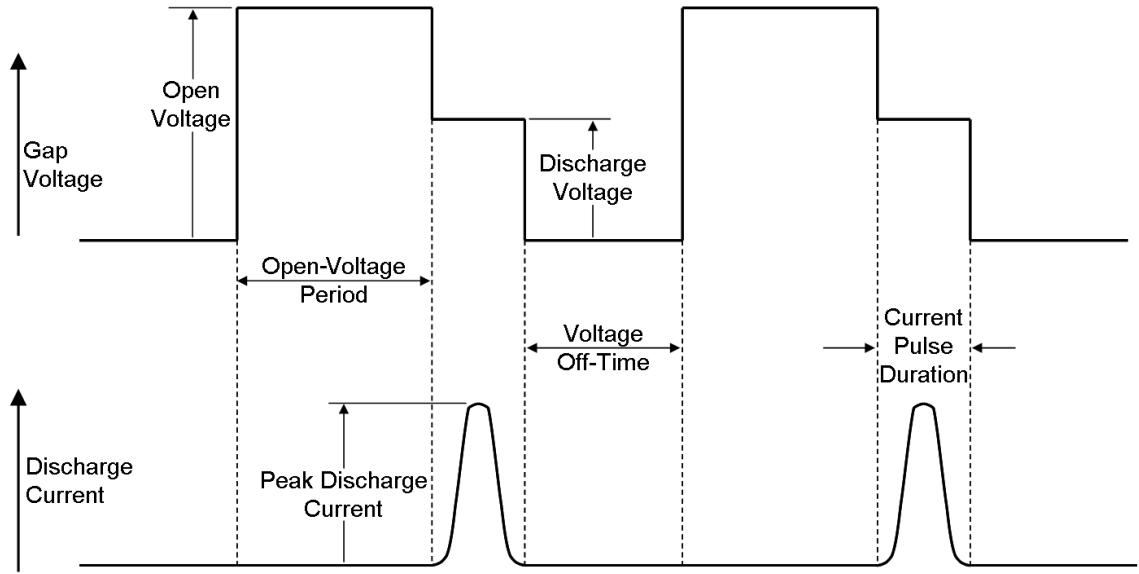 Open
Voltage
Gap
Voltage
Discharge
Voltage
Open-Voltage
Period
Voltage
Off-Time
Current
Pulse
Duration
Discharge
Current
Peak Discharge
Current